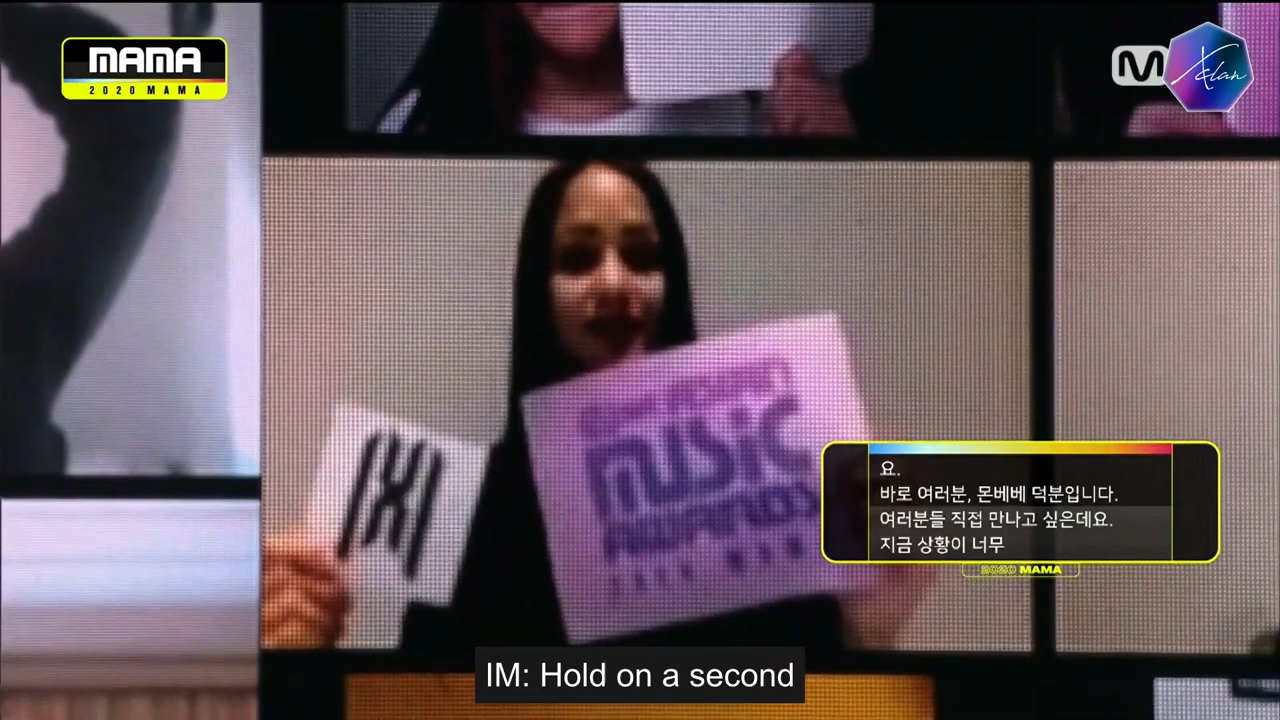 MAMA
2020 MAMA
M
Xclan
MUSIC
요.
바로 여러분, 몬베베 덕분입니다.
여러분들 직접 만나고 싶은데요.
지금 상황이 너무
2020 MAMA
IM: Hold on a second